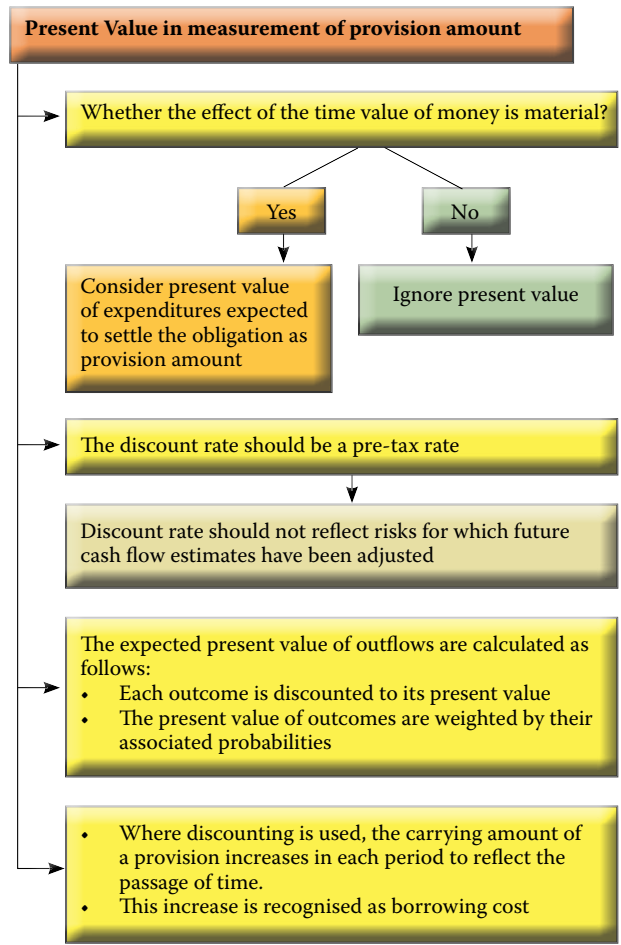 Present Value in measurement of provision amount
Whether the effect of the time value of money is material?
Yes
No
Consider present value
of expenditures expected
to settle the obligation as
provision amount
Ignore present value
The discount rate should be a pre-tax rate
Discount rate should not reflect risks for which future
cash flow estimates have been adjusted
The expected present value of outflows are calculated as
follows:
• Each outcome is discounted to its present value
• The present value of outcomes are weighted by their
associated probabilities
• Where discounting is used, the carrying amount of
a provision increases in each period to reflect the
passage of time.
• This increase is recognised as borrowing cost